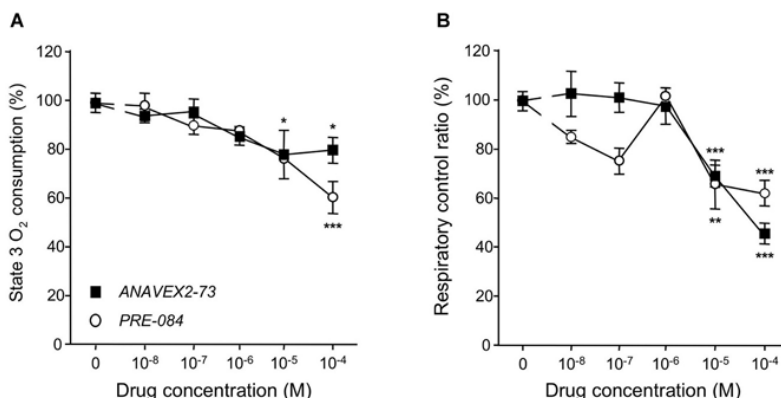 A
120
100
80
60
40
20
0
State 3 O₂ consumption (%)
* *
***
ANAVEX2-73
PRE-084
0 10⁻⁸ 10⁻⁷ 10⁻⁶ 10⁻⁵ 10⁻⁴
Drug concentration (M)
B
120
100
80
60
40
20
0
Respiratory control ratio (%)
*** ***
** ***
0 10⁻⁸ 10⁻⁷ 10⁻⁶ 10⁻⁵ 10⁻⁴
Drug concentration (M)